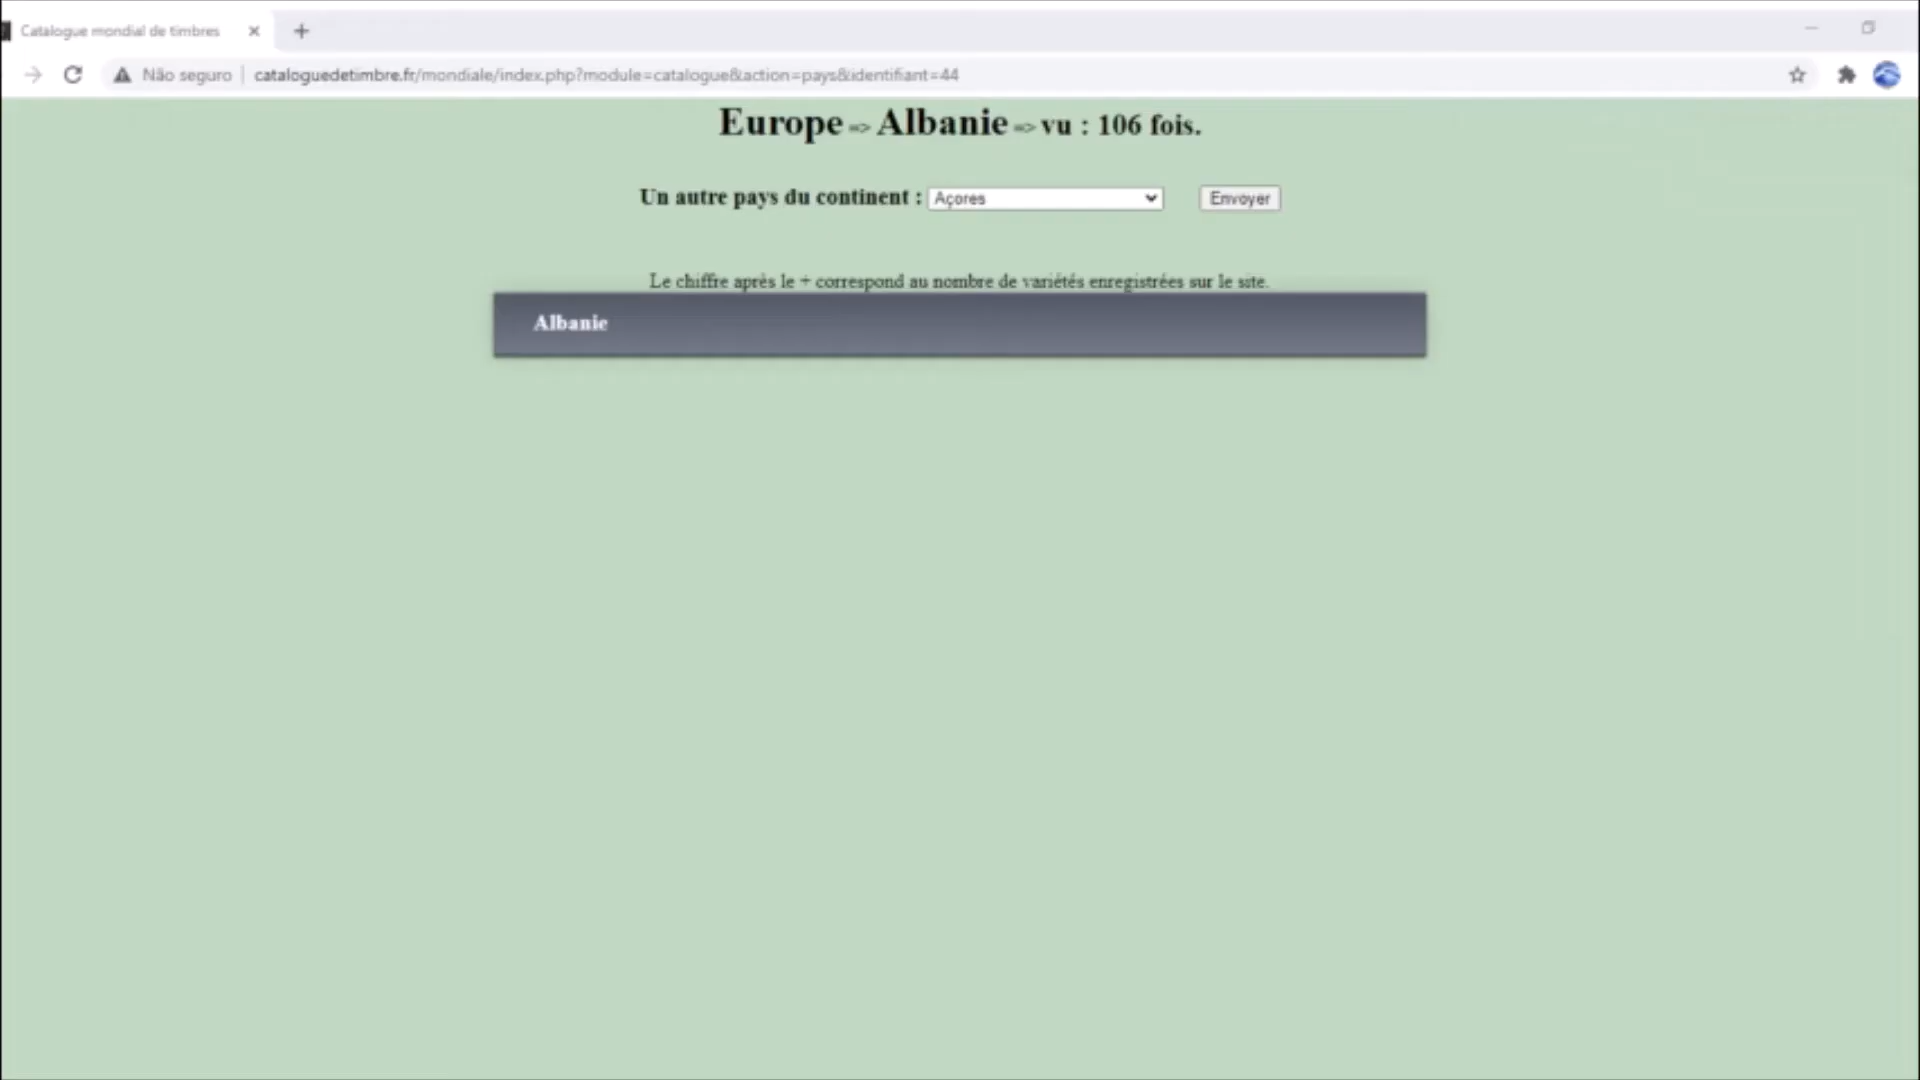 Catalogue mondial de timbres
Não seguro | cataloguedetimbre.fr/mondiale/index.php?module=catalogue&action=pays&identifiant=44
Europe => Albanie => vu : 106 fois.
Un autre pays du continent : Açores Envoyer
Le chiffre après le + correspond au nombre de variétés enregistrées sur le site.
Albanie